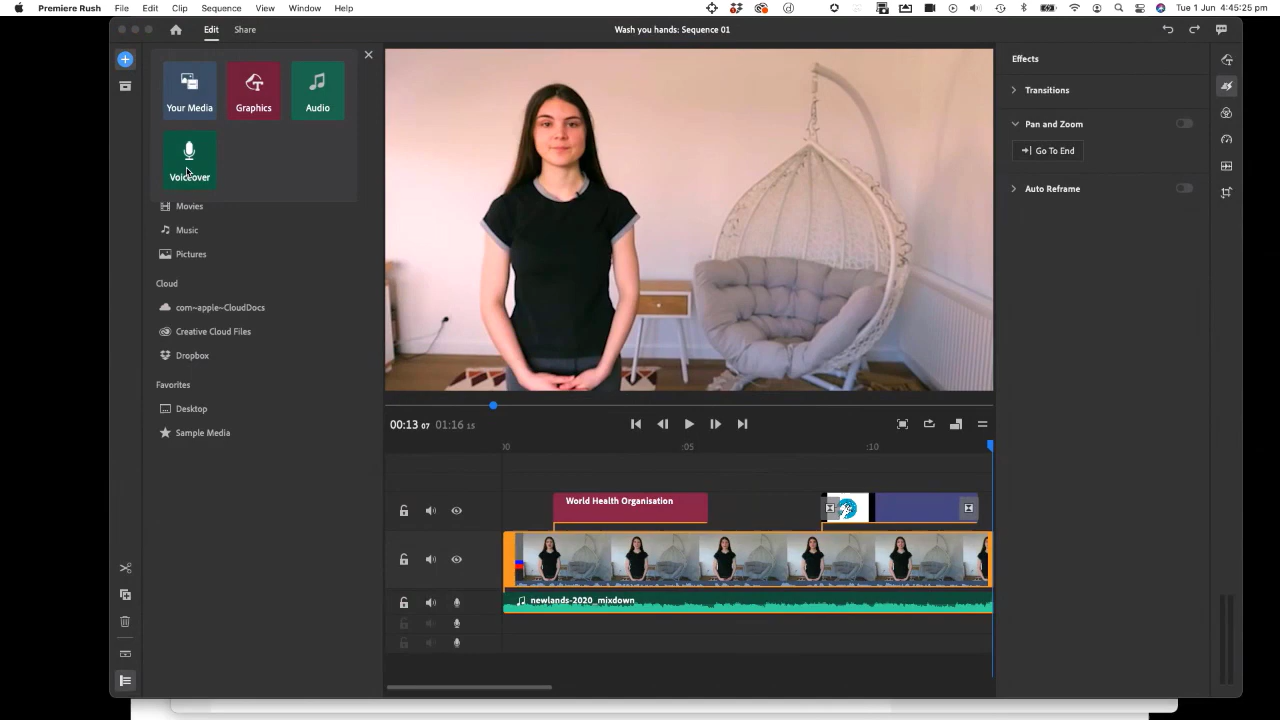 Premiere Rush File Edit Clip Sequence View Window Help Tue 1 Jun 4:45:25 pm
Edit Share Wash you hands: Sequence 01
Your Media Graphics Audio
Voiceover
Movies
Music
Pictures
Cloud
com~apple~CloudDocs
Creative Cloud Files
Dropbox
Favorites
Desktop
Sample Media
Effects
Transitions
Pan and Zoom
Go To End
Auto Reframe
00:13 07 01:16 15
:00 :05 :10
World Health Organisation
newlands-2020_mixdown